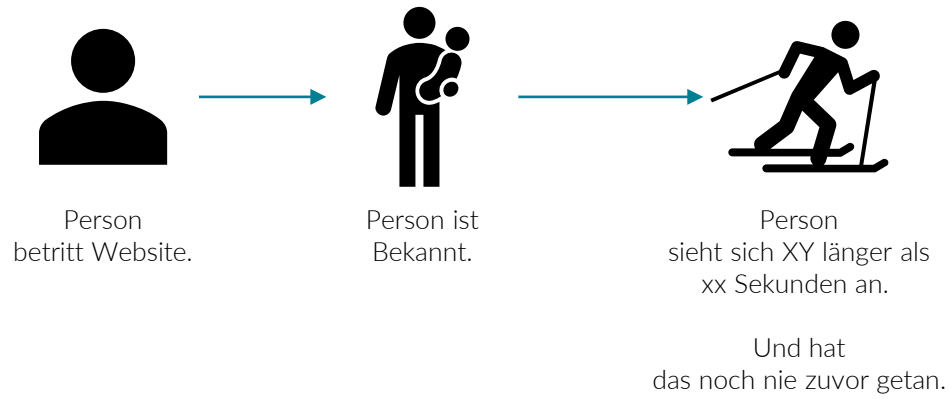 Person
betritt Website.
Person ist
Bekannt.
Person
sieht sich XY länger als
xx Sekunden an.
Und hat
das noch nie zuvor getan.